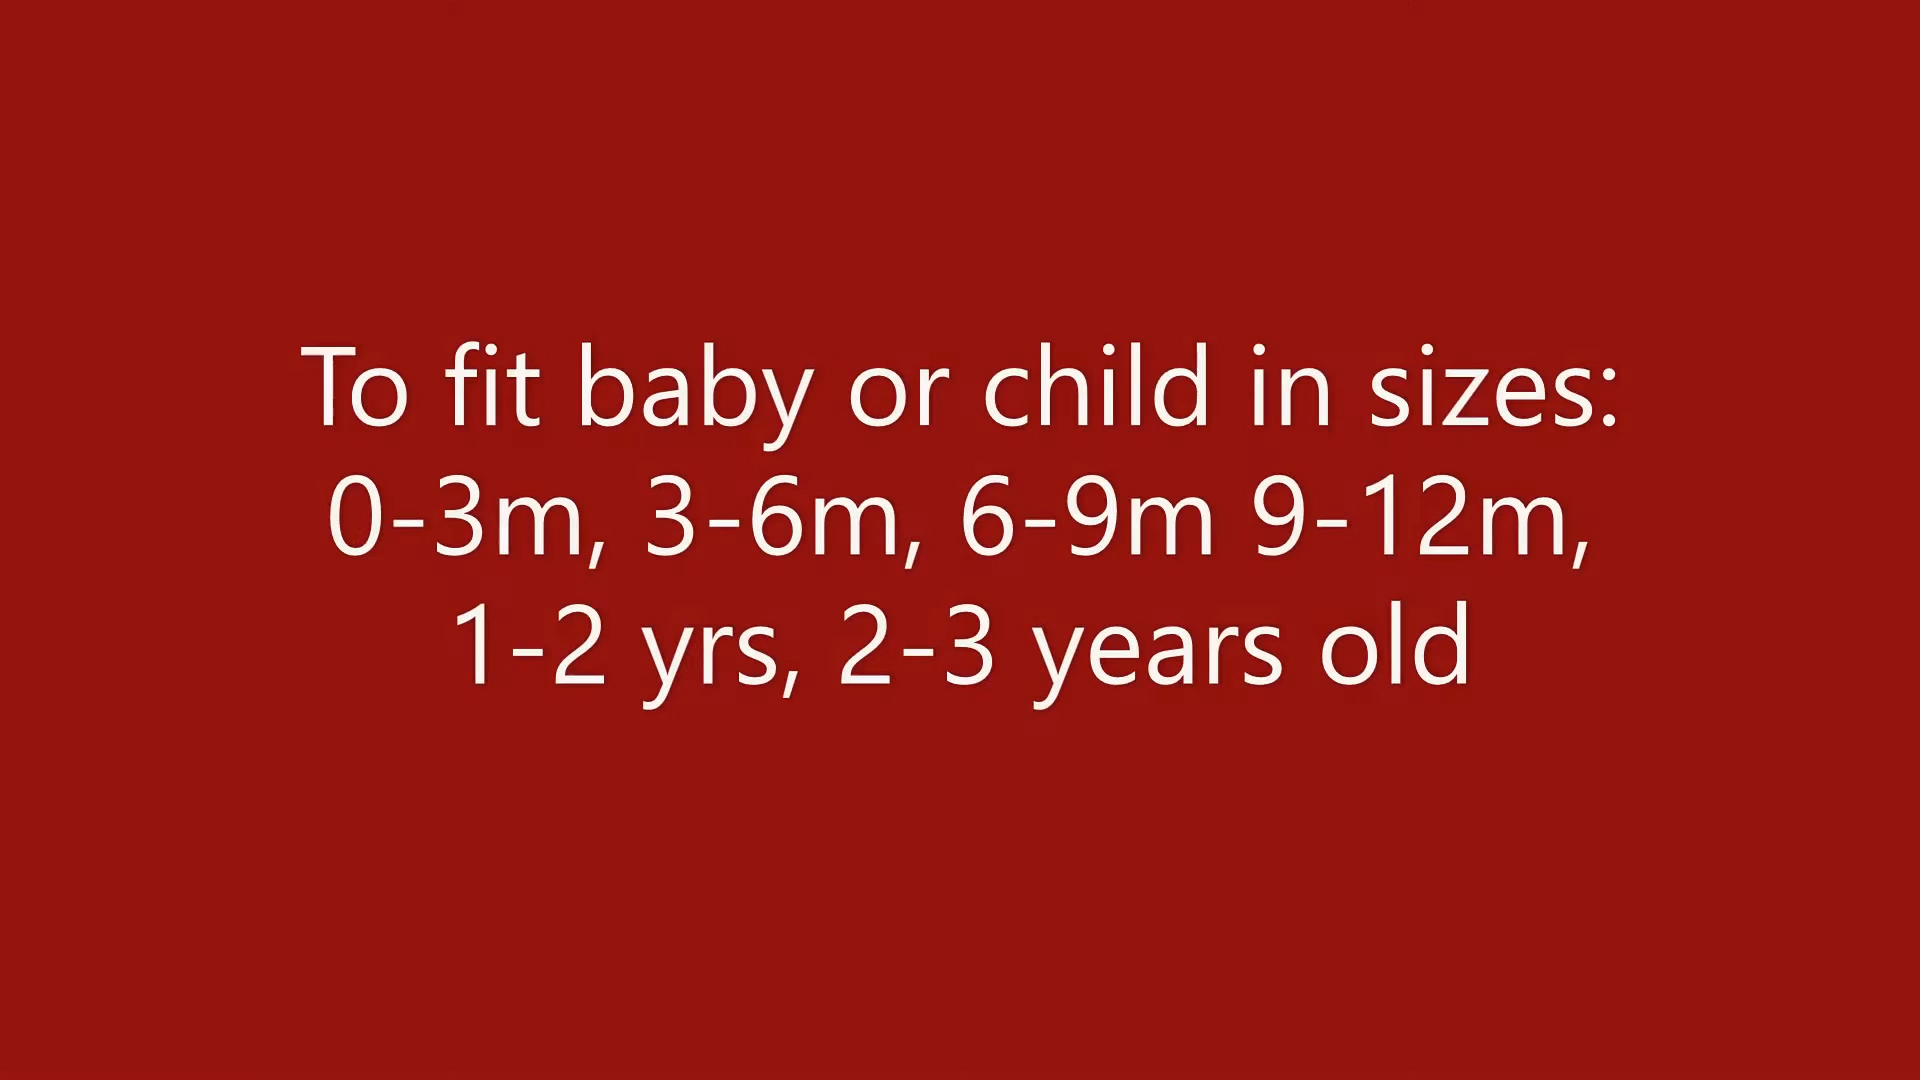 To fit baby or child in sizes:
0-3m, 3-6m, 6-9m 9-12m,
1-2 yrs, 2-3 years old